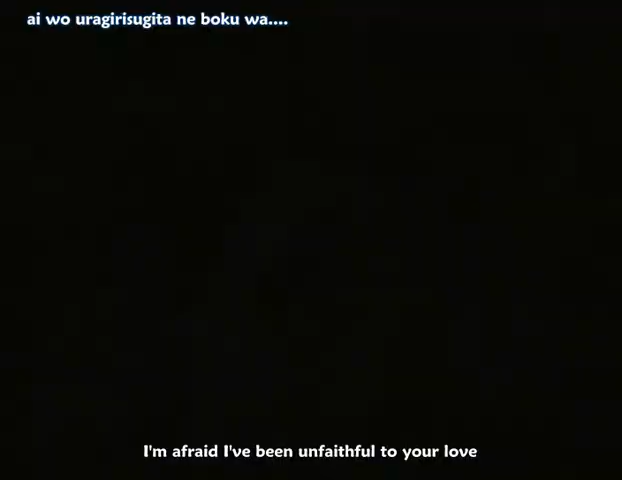 ai wo uragirisugita ne boku wa....
I'm afraid I've been unfaithful to your love